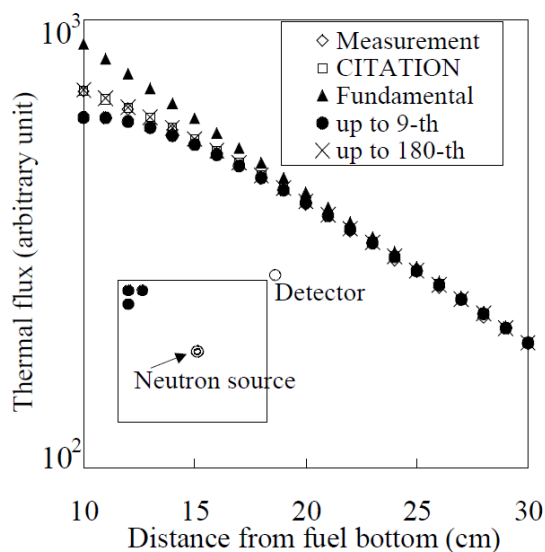 10³
Measurement
CITATION
Fundamental
up to 9-th
up to 180-th
Thermal flux (arbitrary unit)
Detector
Neutron source
10²
10 15 20 25 30
Distance from fuel bottom (cm)